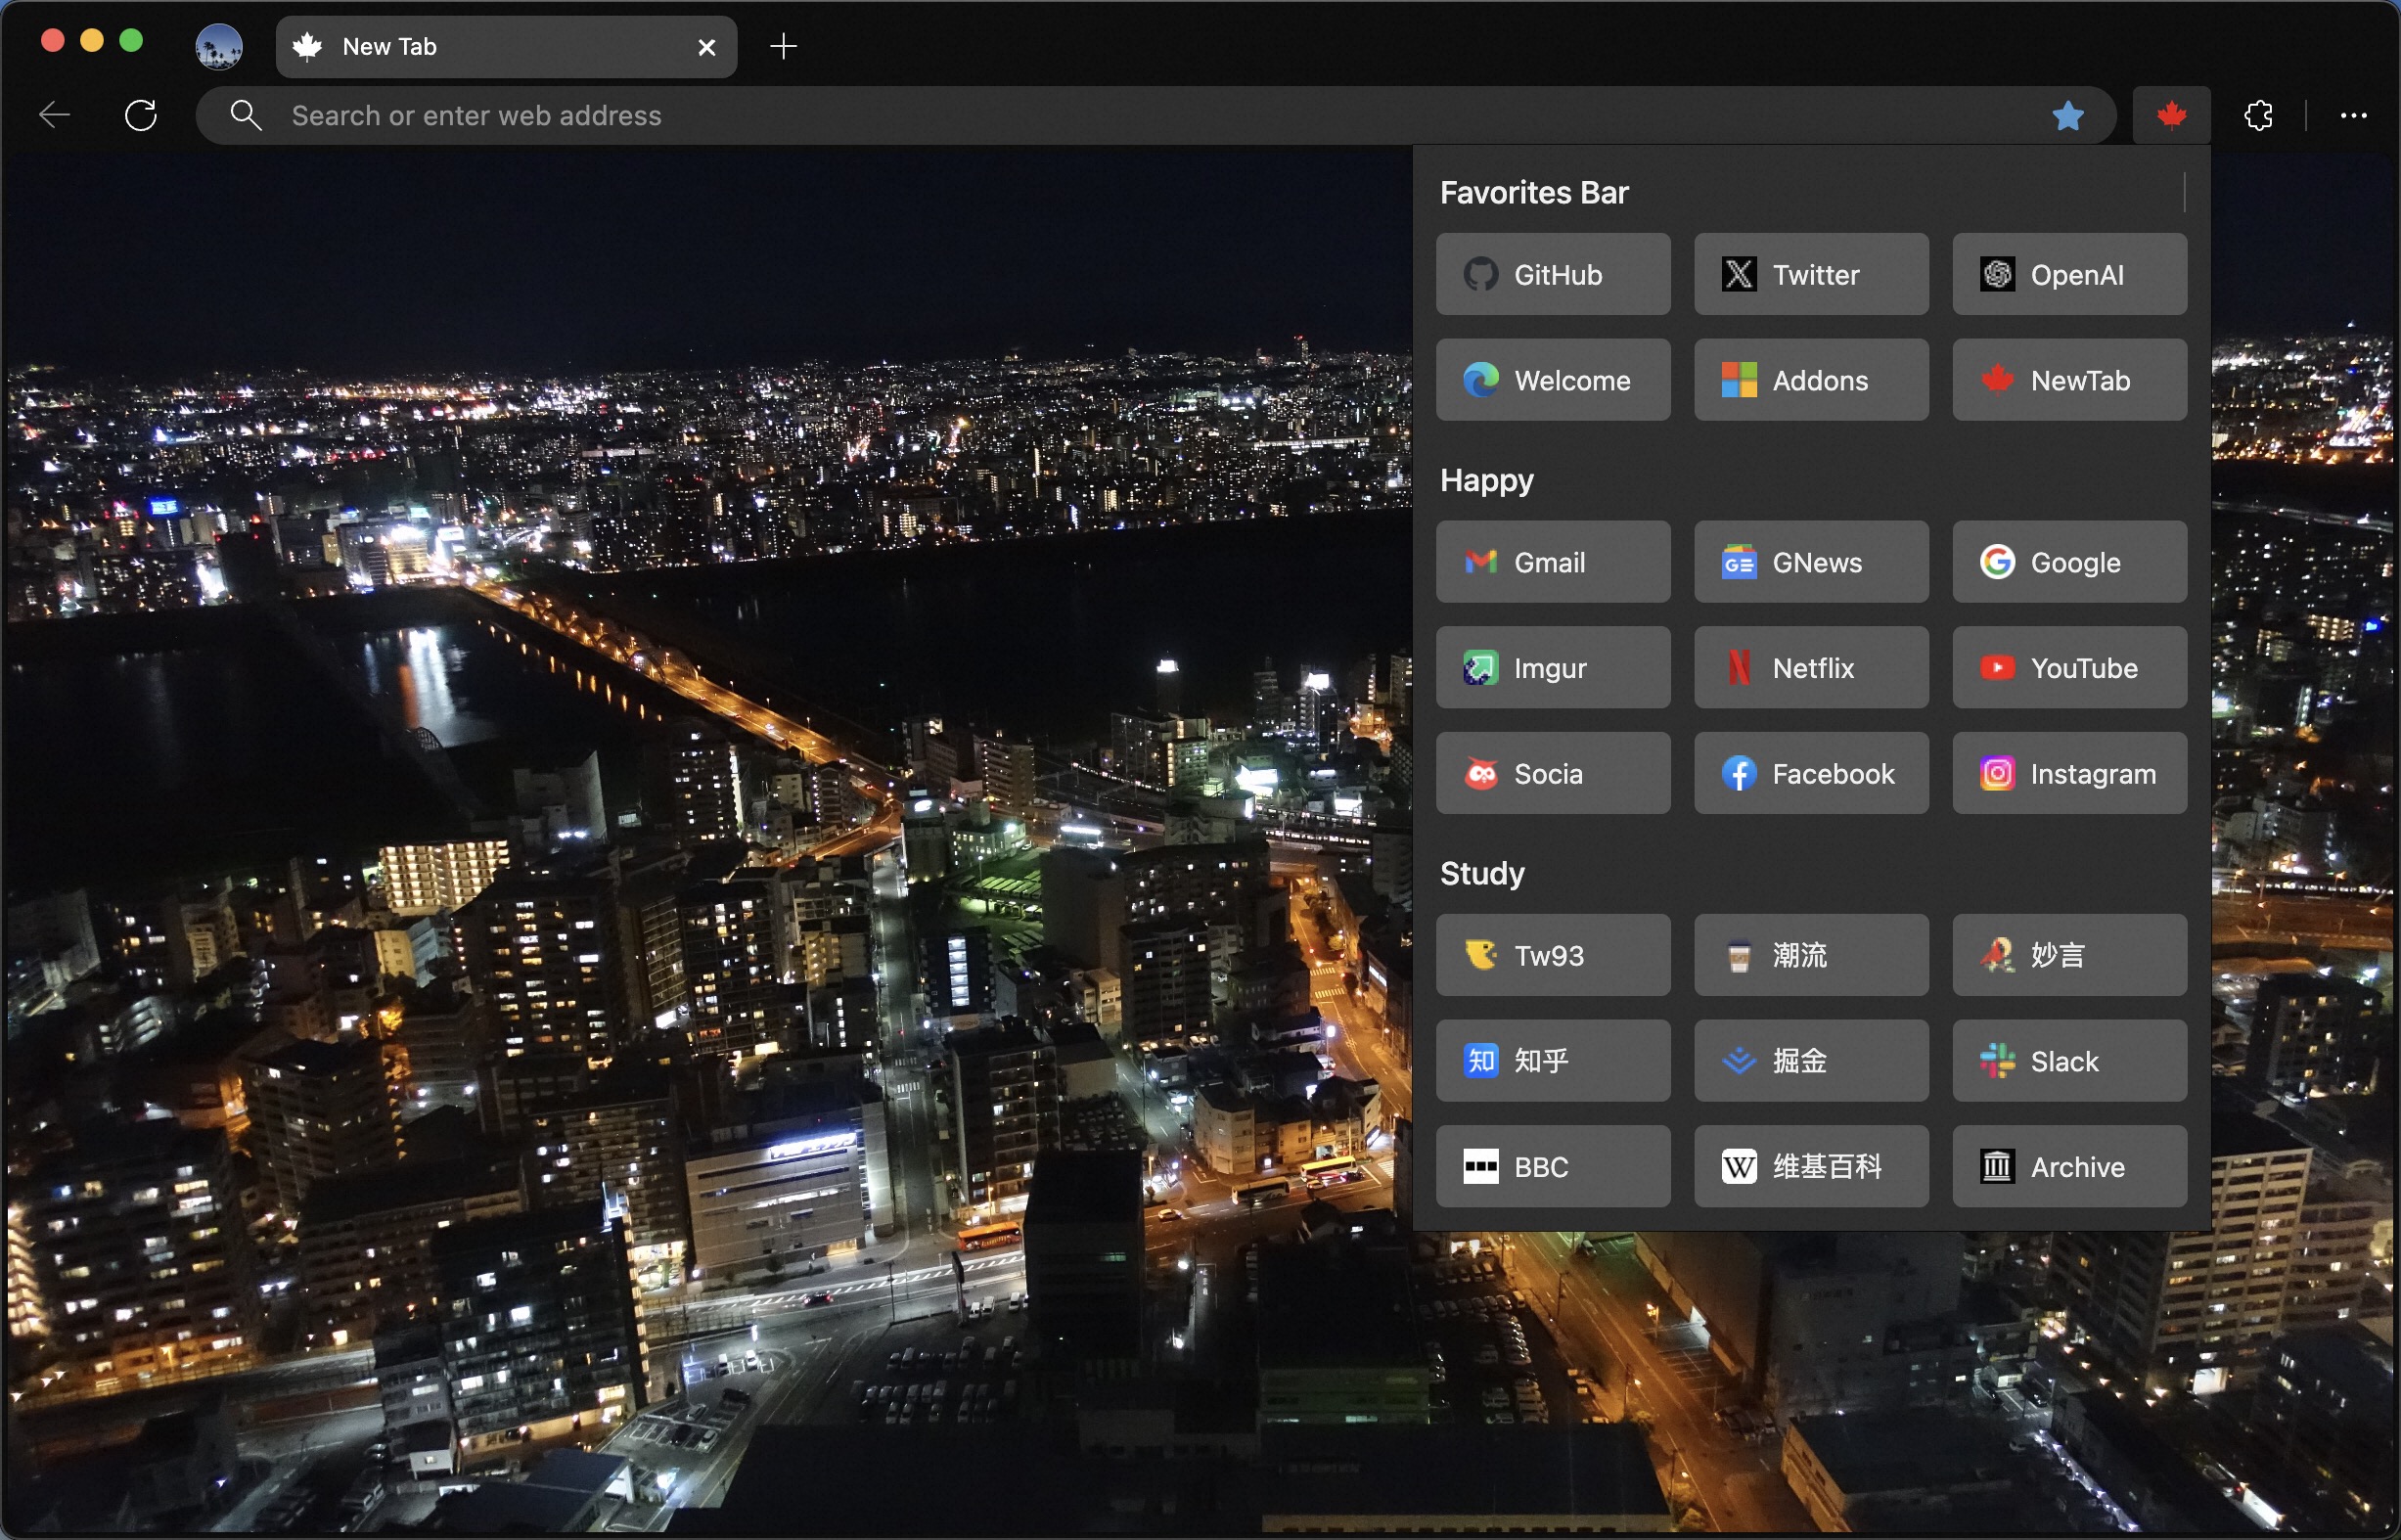 New Tab
Search or enter web address
Favorites Bar
GitHub
Twitter
OpenAI
Welcome
Addons
NewTab
Happy
Gmail
GNews
Google
Imgur
Netflix
YouTube
Socia
Facebook
Instagram
Study
Tw93
潮流
妙言
知乎
掘金
Slack
BBC
维基百科
Archive